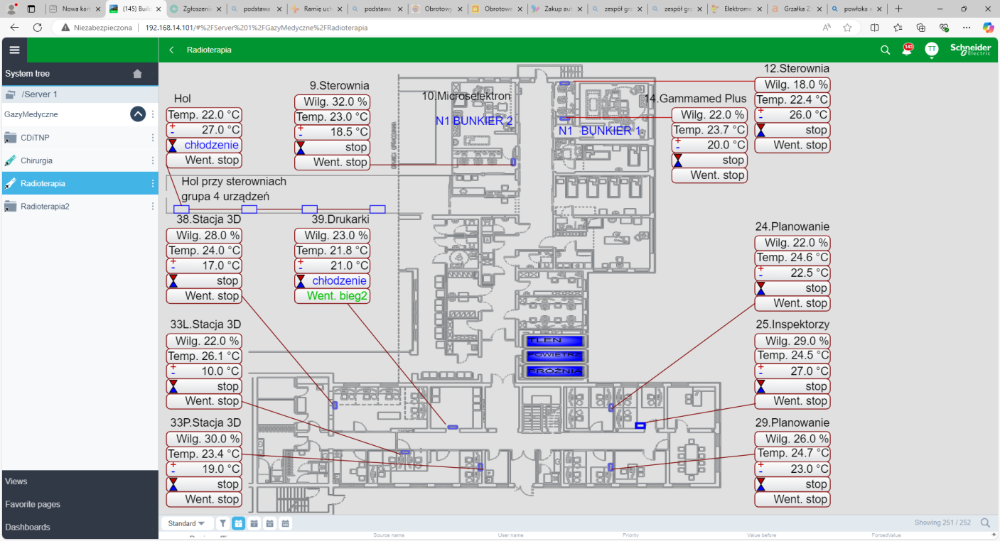 Nowa kart
(145) Build
Zgłoszenie
podstawa
Ramię uch
podstawa
Obrotowy
Obrotowe
Zakup aut
zespół grz
zespół grz
Elektrome
Grzałka 2,
powłoka a
Niezabezpieczona
192.168.14.101/#%2FServer%201%2FGazyMedyczne%2FRadioterapia
Radioterapia
145
TT
Schneider
Electric
System tree
/Server 1
GazyMedyczne
CDiTNP
Chirurgia
Radioterapia
Radioterapia2
Views
Favorite pages
Dashboards
Hol
Temp. 22.0 °C
+
- 27.0 °C
chłodzenie
Went. stop
9.Sterownia
Wilg. 32.0 %
Temp. 23.0 °C
+
- 18.5 °C
stop
Went. stop
10.Microselektron
N1 BUNKIER 2
N1 BUNKIER 1
14.Gammamed Plus
Wilg. 22.0 %
Temp. 23.7 °C
+
- 20.0 °C
stop
Went. stop
12.Sterownia
Wilg. 18.0 %
Temp. 22.4 °C
+
- 26.0 °C
stop
Went. stop
Hol przy sterowniach
grupa 4 urządzeń
38.Stacja 3D
Wilg. 28.0 %
Temp. 24.0 °C
+
- 17.0 °C
stop
Went. stop
39.Drukarki
Wilg. 23.0 %
Temp. 21.8 °C
+
- 21.0 °C
chłodzenie
Went. bieg2
24.Planowanie
Wilg. 22.0 %
Temp. 24.6 °C
+
- 22.5 °C
stop
Went. stop
33L.Stacja 3D
Wilg. 22.0 %
Temp. 26.1 °C
+
- 10.0 °C
stop
Went. stop
TLEN
POWIETRZ
PRÓŻNIA
25.Inspektorzy
Wilg. 29.0 %
Temp. 24.5 °C
+
- 27.0 °C
stop
Went. stop
33P.Stacja 3D
Wilg. 30.0 %
Temp. 23.4 °C
+
- 19.0 °C
stop
Went. stop
29.Planowanie
Wilg. 26.0 %
Temp. 24.7 °C
+
- 23.0 °C
stop
Went. stop
Standard
Showing 251 / 252
Source name
User name
Priority
Value before
ForcedValue